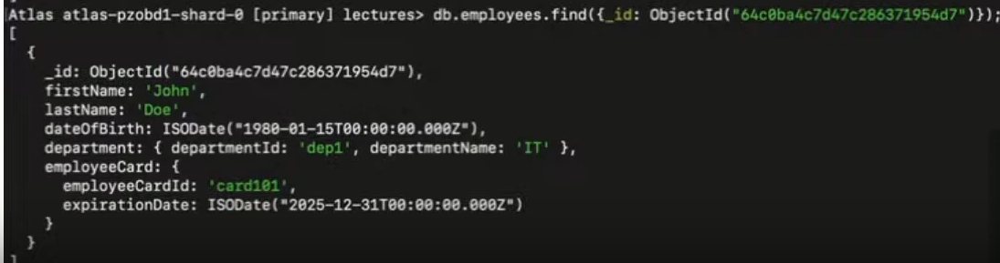 Atlas atlas-pzobd1-shard-0 [primary] lectures> db.employees.find({_id: ObjectId("64c0ba4c7d47c286371954d7")});
[
  {
    _id: ObjectId("64c0ba4c7d47c286371954d7"),
    firstName: 'John',
    lastName: 'Doe',
    dateOfBirth: ISODate("1980-01-15T00:00:00.000Z"),
    department: { departmentId: 'dep1', departmentName: 'IT' },
    employeeCard: {
      employeeCardId: 'card101',
      expirationDate: ISODate("2025-12-31T00:00:00.000Z")
    }
  }
]